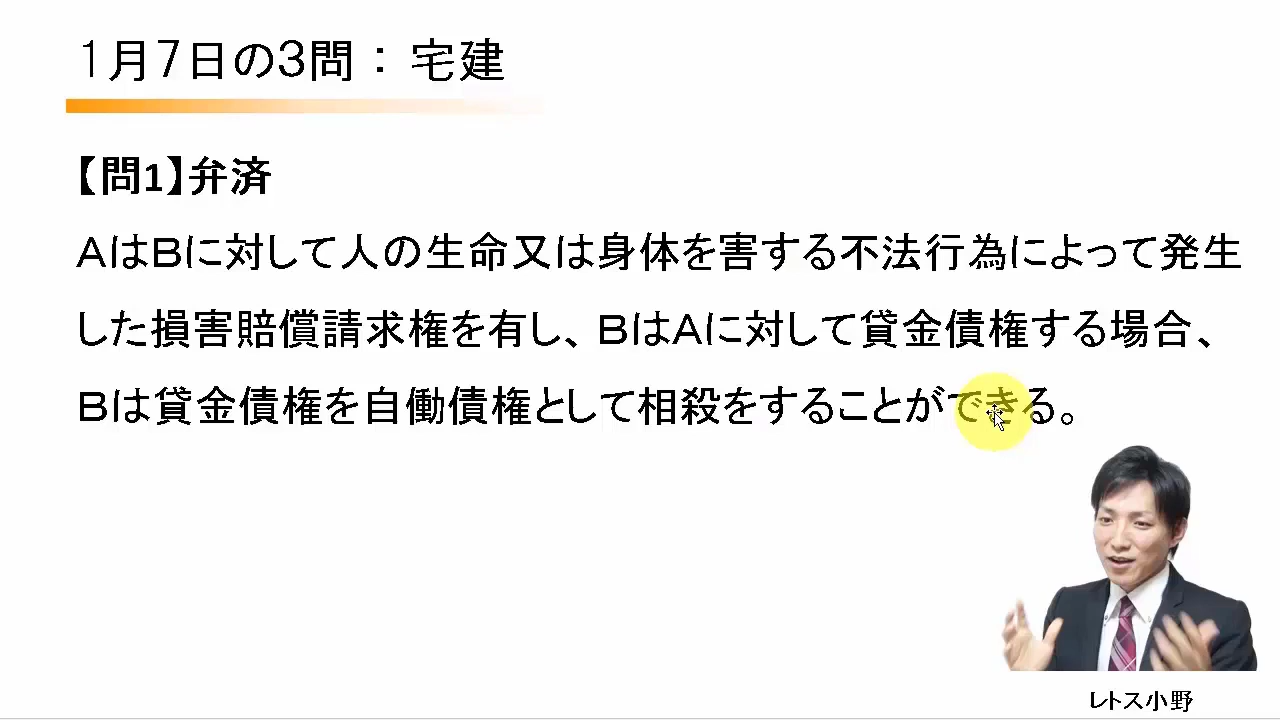 1月7日の3問：宅建
【問1】弁済
AはBに対して人の生命又は身体を害する不法行為によって発生
した損害賠償請求権を有し、BはAに対して貸金債権する場合、
Bは貸金債権を自働債権として相殺をすることができる。
レトス小野